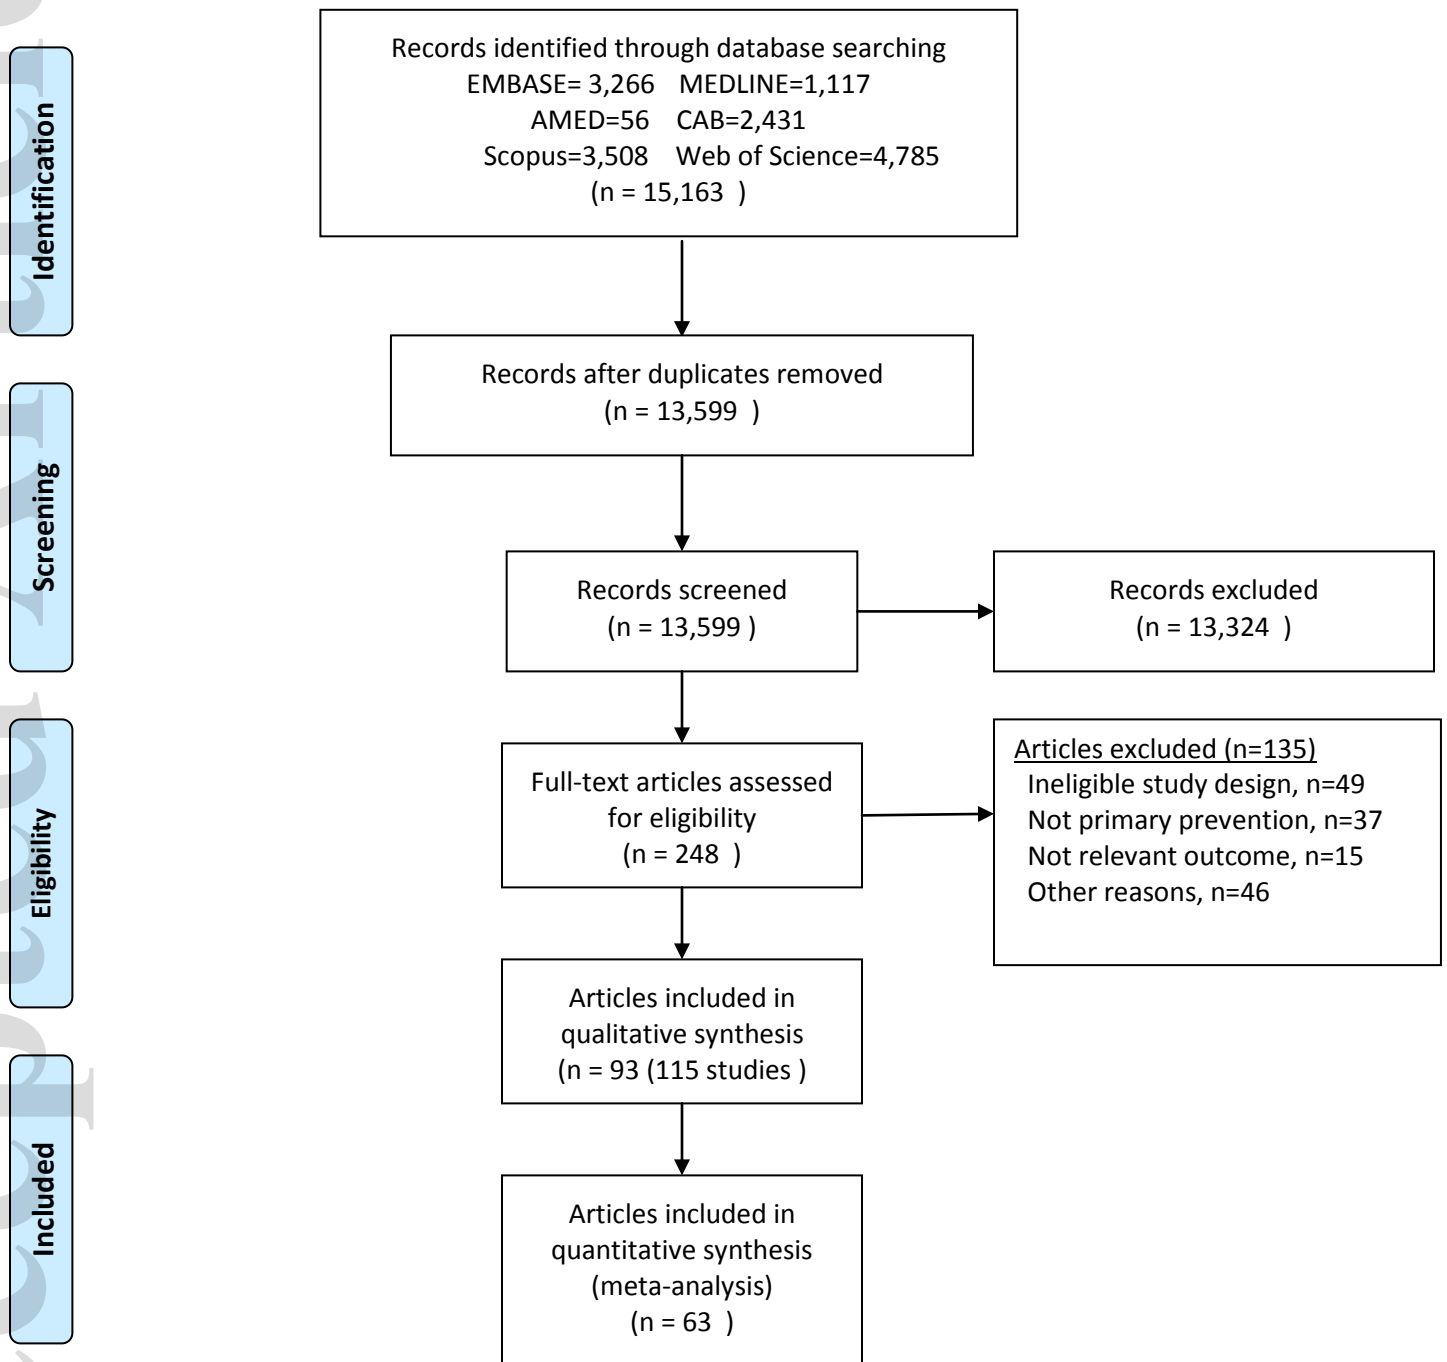 Identification
Records identified through database searching
EMBASE= 3,266 MEDLINE=1,117
AMED=56 CAB=2,431
Scopus=3,508 Web of Science=4,785
(n = 15,163 )
Records after duplicates removed
(n = 13,599 )
Screening
Records screened
(n = 13,599 )
Records excluded
(n = 13,324 )
Eligibility
Full-text articles assessed
for eligibility
(n = 248 )
Articles excluded (n=135)
Ineligible study design, n=49
Not primary prevention, n=37
Not relevant outcome, n=15
Other reasons, n=46
Articles included in
qualitative synthesis
(n = 93 (115 studies )
Included
Articles included in
quantitative synthesis
(meta-analysis)
(n = 63 )